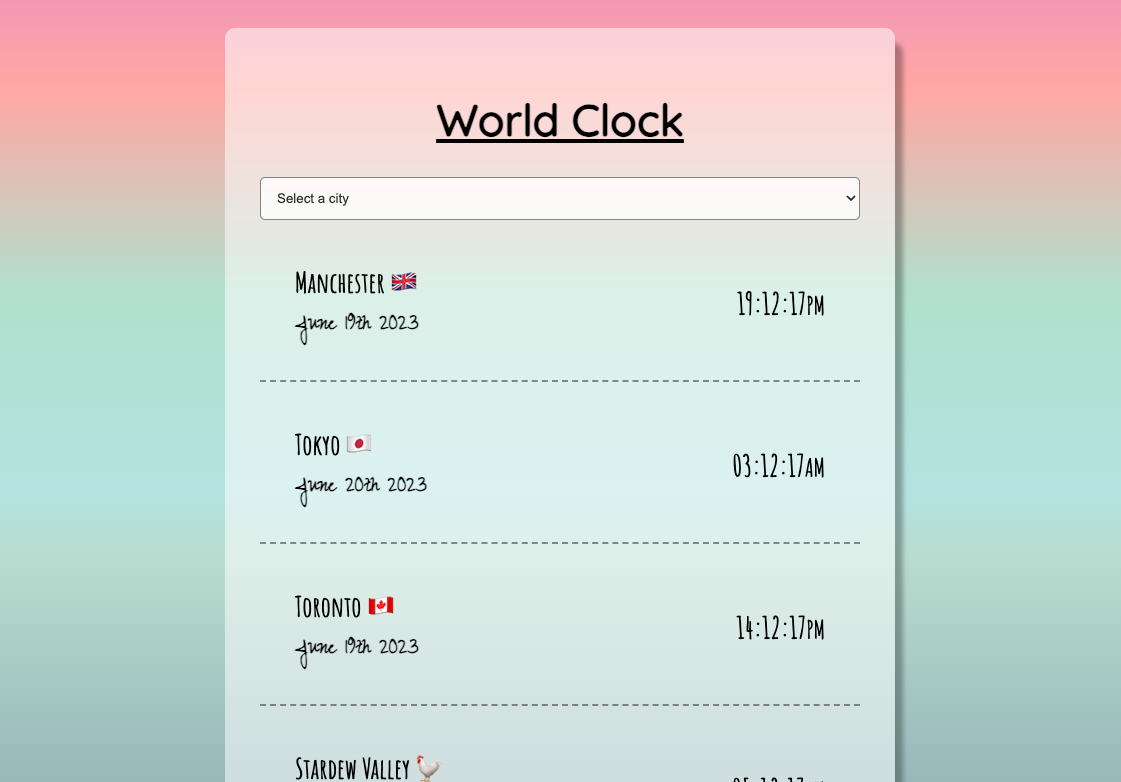 World Clock
Select a city
Manchester 🇬🇧
June 19th 2023
19:12:17PM
Tokyo 🇯🇵
June 20th 2023
03:12:17AM
Toronto 🇨🇦
June 19th 2023
14:12:17PM
Stardew Valley 🐓